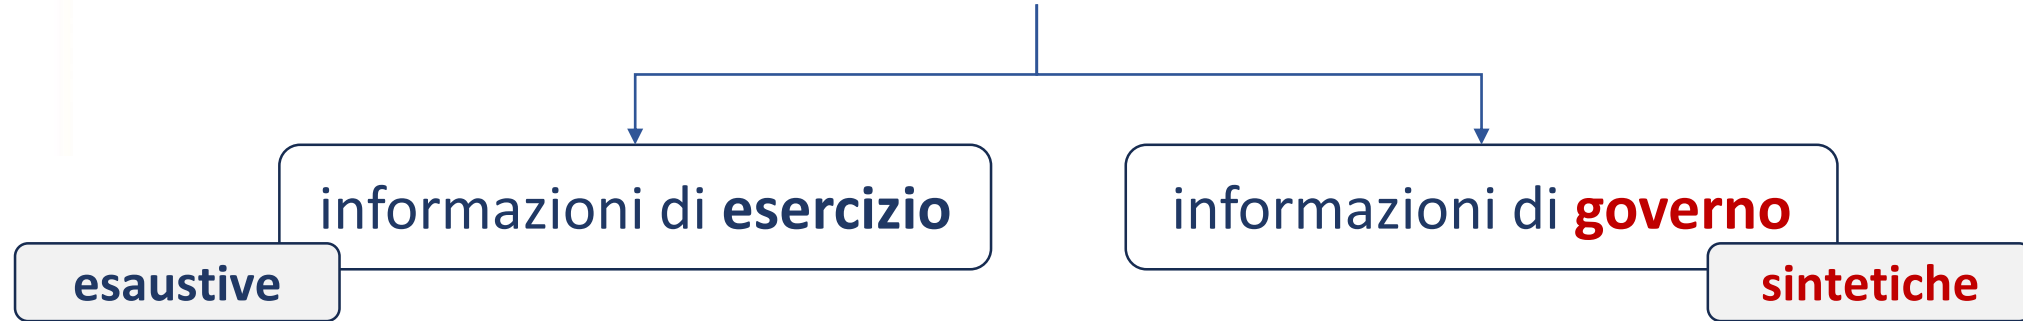 informazioni di esercizio
esaustive
informazioni di governo
sintetiche